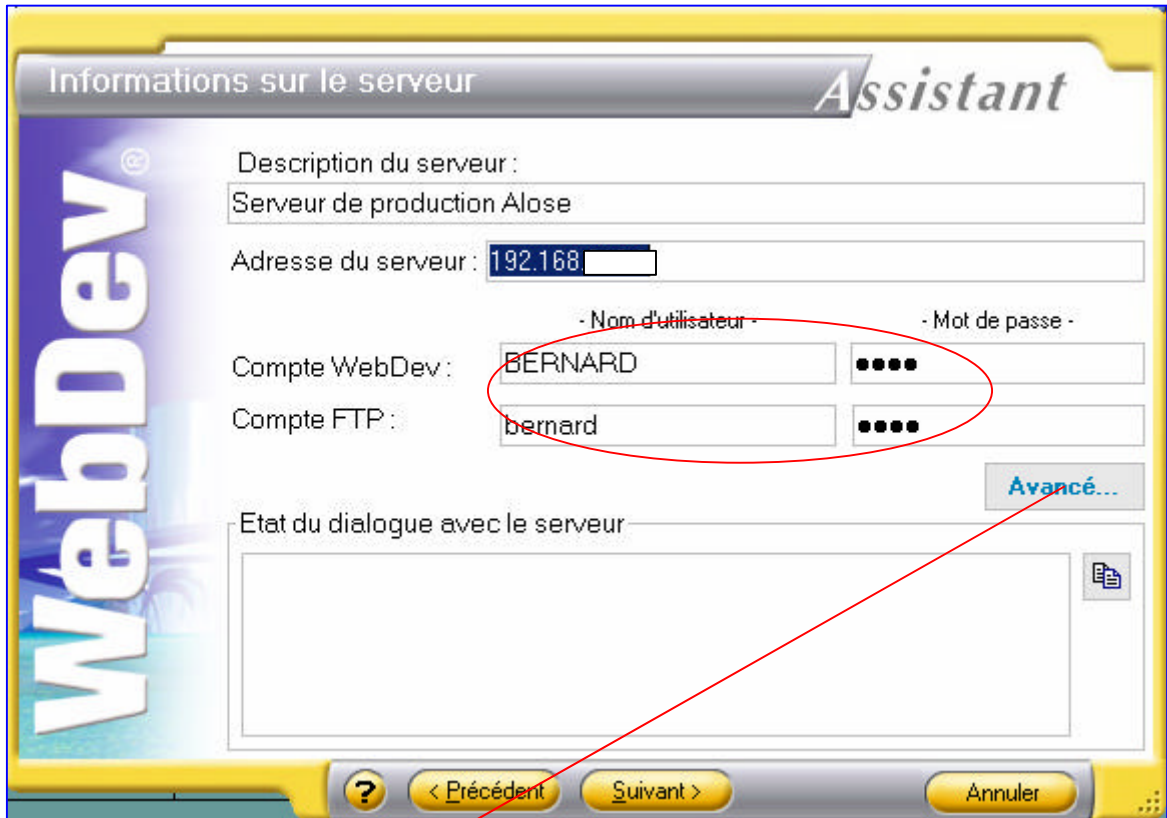 Informations sur le serveur
Assistant
WebDev®
Description du serveur :
Serveur de production Alose
Adresse du serveur : 192.168.
- Nom d'utilisateur - - Mot de passe -
Compte WebDev : BERNARD ●●●●
Compte FTP : bernard ●●●●
Avancé...
Etat du dialogue avec le serveur
? < Précédent Suivant > Annuler